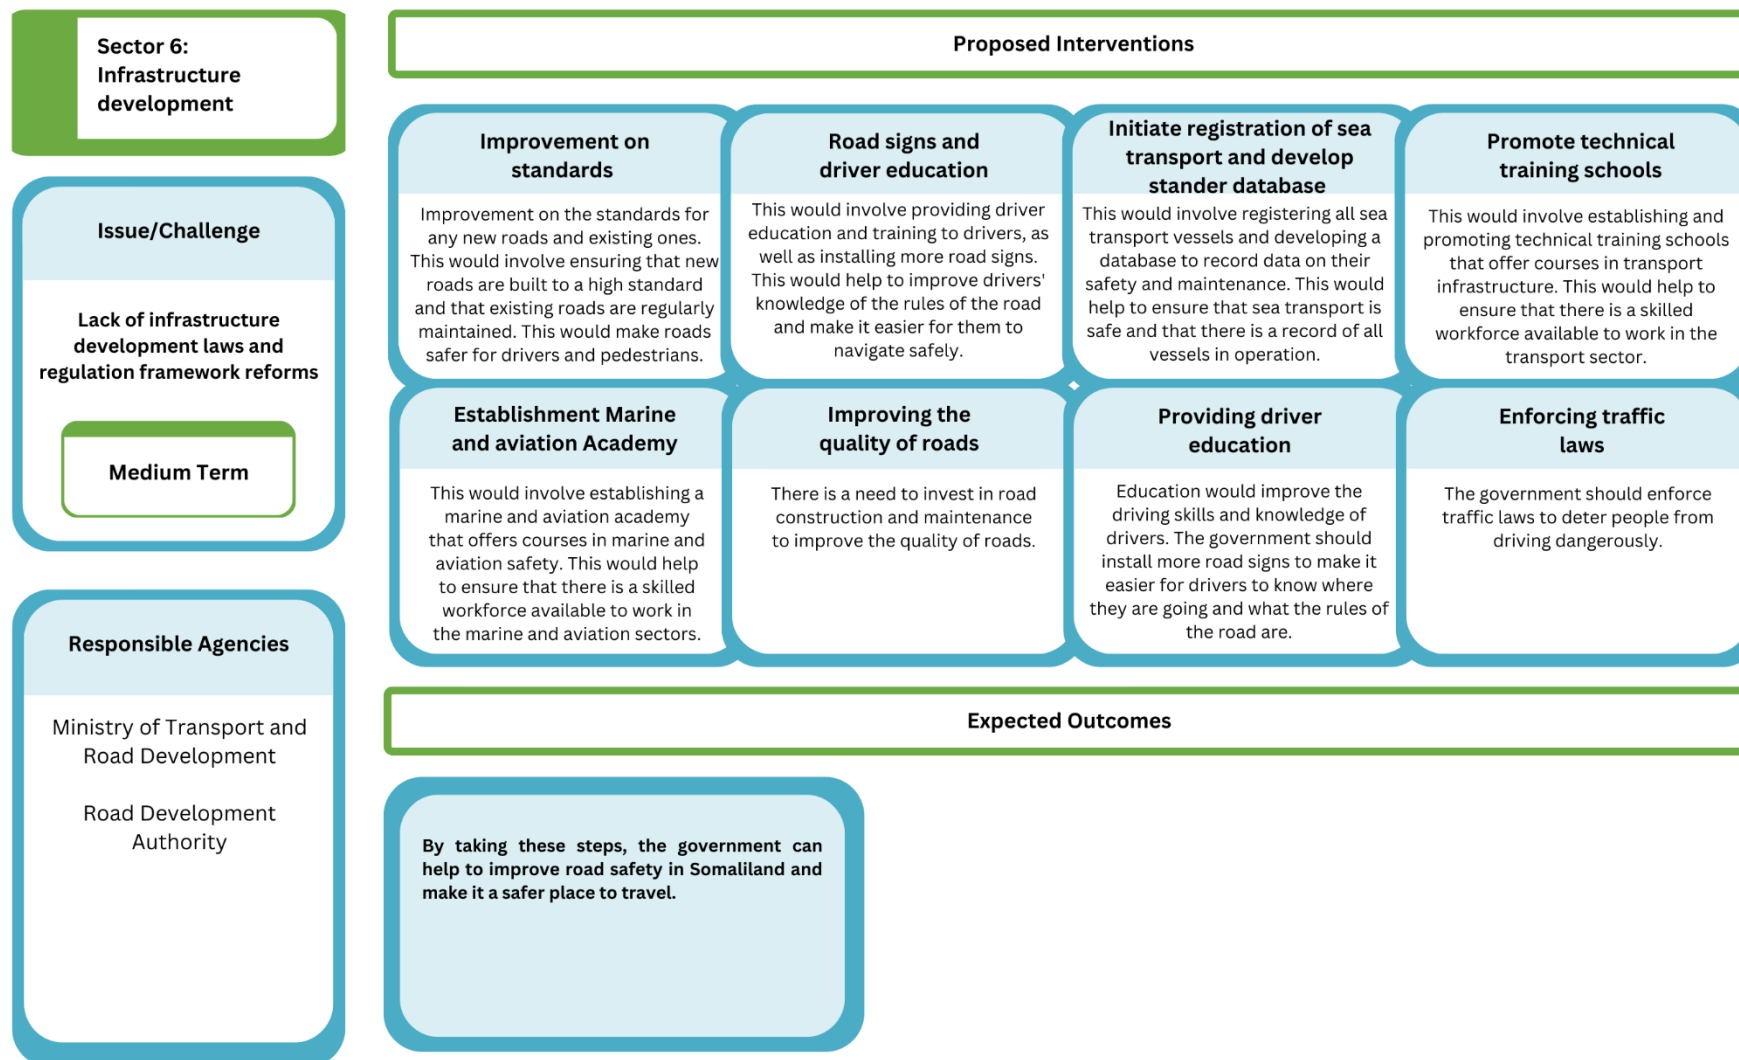 Sector 6:
Infrastructure
development
Issue/Challenge
Lack of infrastructure
development laws and
regulation framework reforms
Medium Term
Responsible Agencies
Ministry of Transport and
Road Development
Road Development
Authority
Proposed Interventions
Improvement on
standards
Improvement on the standards for
any new roads and existing ones.
This would involve ensuring that new
roads are built to a high standard
and that existing roads are regularly
maintained. This would make roads
safer for drivers and pedestrians.
Road signs and
driver education
This would involve providing driver
education and training to drivers, as
well as installing more road signs.
This would help to improve drivers'
knowledge of the rules of the road
and make it easier for them to
navigate safely.
Initiate registration of sea
transport and develop
stander database
This would involve registering all sea
transport vessels and developing a
database to record data on their
safety and maintenance. This would
help to ensure that sea transport is
safe and that there is a record of all
vessels in operation.
Promote technical
training schools
This would involve establishing and
promoting technical training schools
that offer courses in transport
infrastructure. This would help to
ensure that there is a skilled
workforce available to work in the
transport sector.
Establishment Marine
and aviation Academy
This would involve establishing a
marine and aviation academy
that offers courses in marine and
aviation safety. This would help
to ensure that there is a skilled
workforce available to work in
the marine and aviation sectors.
Improving the
quality of roads
There is a need to invest in road
construction and maintenance
to improve the quality of roads.
Providing driver
education
Education would improve the
driving skills and knowledge of
drivers. The government should
install more road signs to make it
easier for drivers to know where
they are going and what the rules of
the road are.
Enforcing traffic
laws
The government should enforce
traffic laws to deter people from
driving dangerously.
Expected Outcomes
By taking these steps, the government can
help to improve road safety in Somaliland and
make it a safer place to travel.